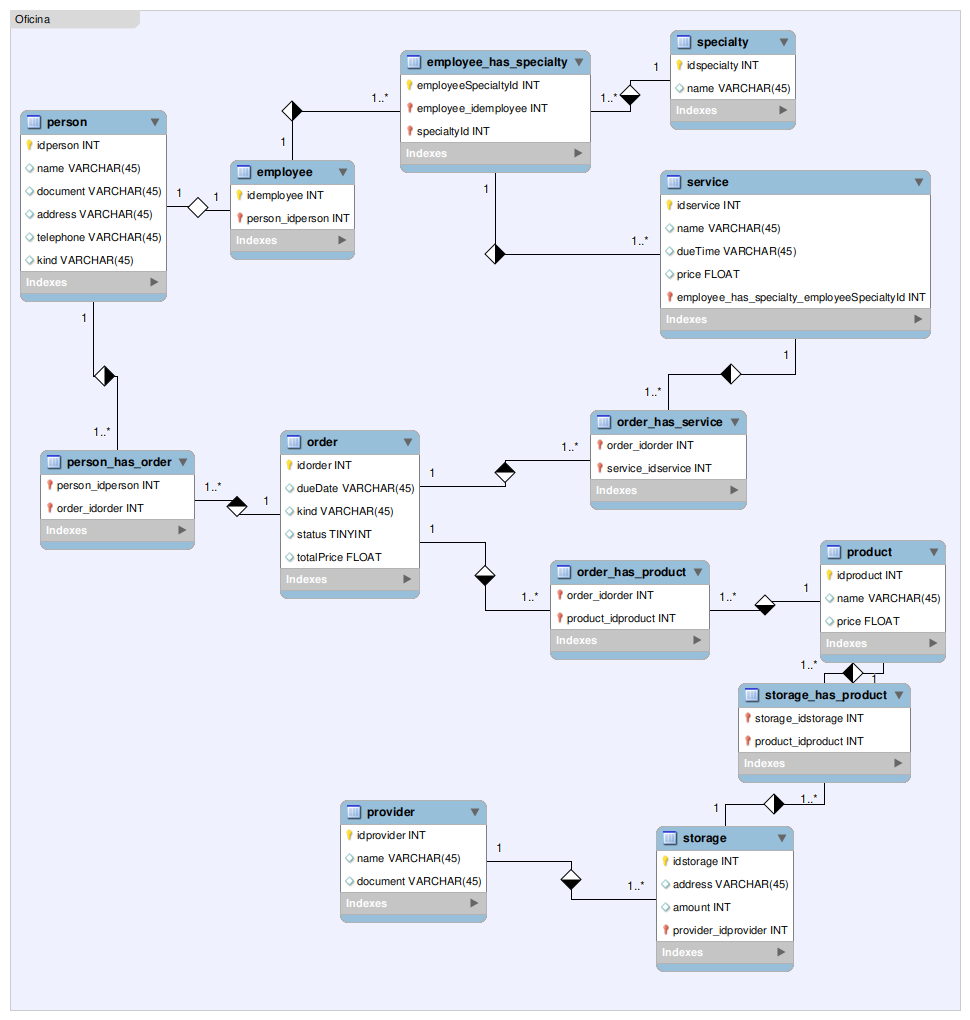 Oficina
person
idperson INT
name VARCHAR(45)
document VARCHAR(45)
address VARCHAR(45)
telephone VARCHAR(45)
kind VARCHAR(45)
Indexes
1
1
employee
idemployee INT
person_idperson INT
Indexes
1
1..*
employee_has_specialty
employeeSpecialtyId INT
employee_idemployee INT
specialtyId INT
Indexes
1..*
1
specialty
idspecialty INT
name VARCHAR(45)
Indexes
1
1..*
service
idservice INT
name VARCHAR(45)
dueTime VARCHAR(45)
price FLOAT
employee_has_specialty_employeeSpecialtyId INT
Indexes
1
1..*
order_has_service
order_idorder INT
service_idservice INT
Indexes
1
1..*
person_has_order
person_idperson INT
order_idorder INT
Indexes
1..*
1
order
idorder INT
dueDate VARCHAR(45)
kind VARCHAR(45)
status TINYINT
totalPrice FLOAT
Indexes
1
1..*
1
1..*
order_has_product
order_idorder INT
product_idproduct INT
Indexes
1..*
1
product
idproduct INT
name VARCHAR(45)
price FLOAT
Indexes
1..*
1
storage_has_product
storage_idstorage INT
product_idproduct INT
Indexes
1
1..*
provider
idprovider INT
name VARCHAR(45)
document VARCHAR(45)
Indexes
1
1..*
storage
idstorage INT
address VARCHAR(45)
amount INT
provider_idprovider INT
Indexes